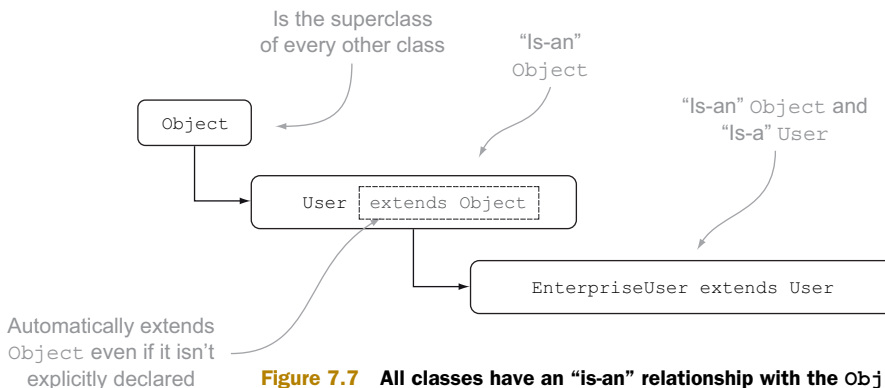 Is the superclass
of every other class
“Is-an”
Object
“Is-an” Object and
“Is-a” User
Object
User extends Object
EnterpriseUser extends User
Automatically extends
Object even if it isn’t
explicitly declared
Figure 7.7 All classes have an “is-an” relationship with the Obj